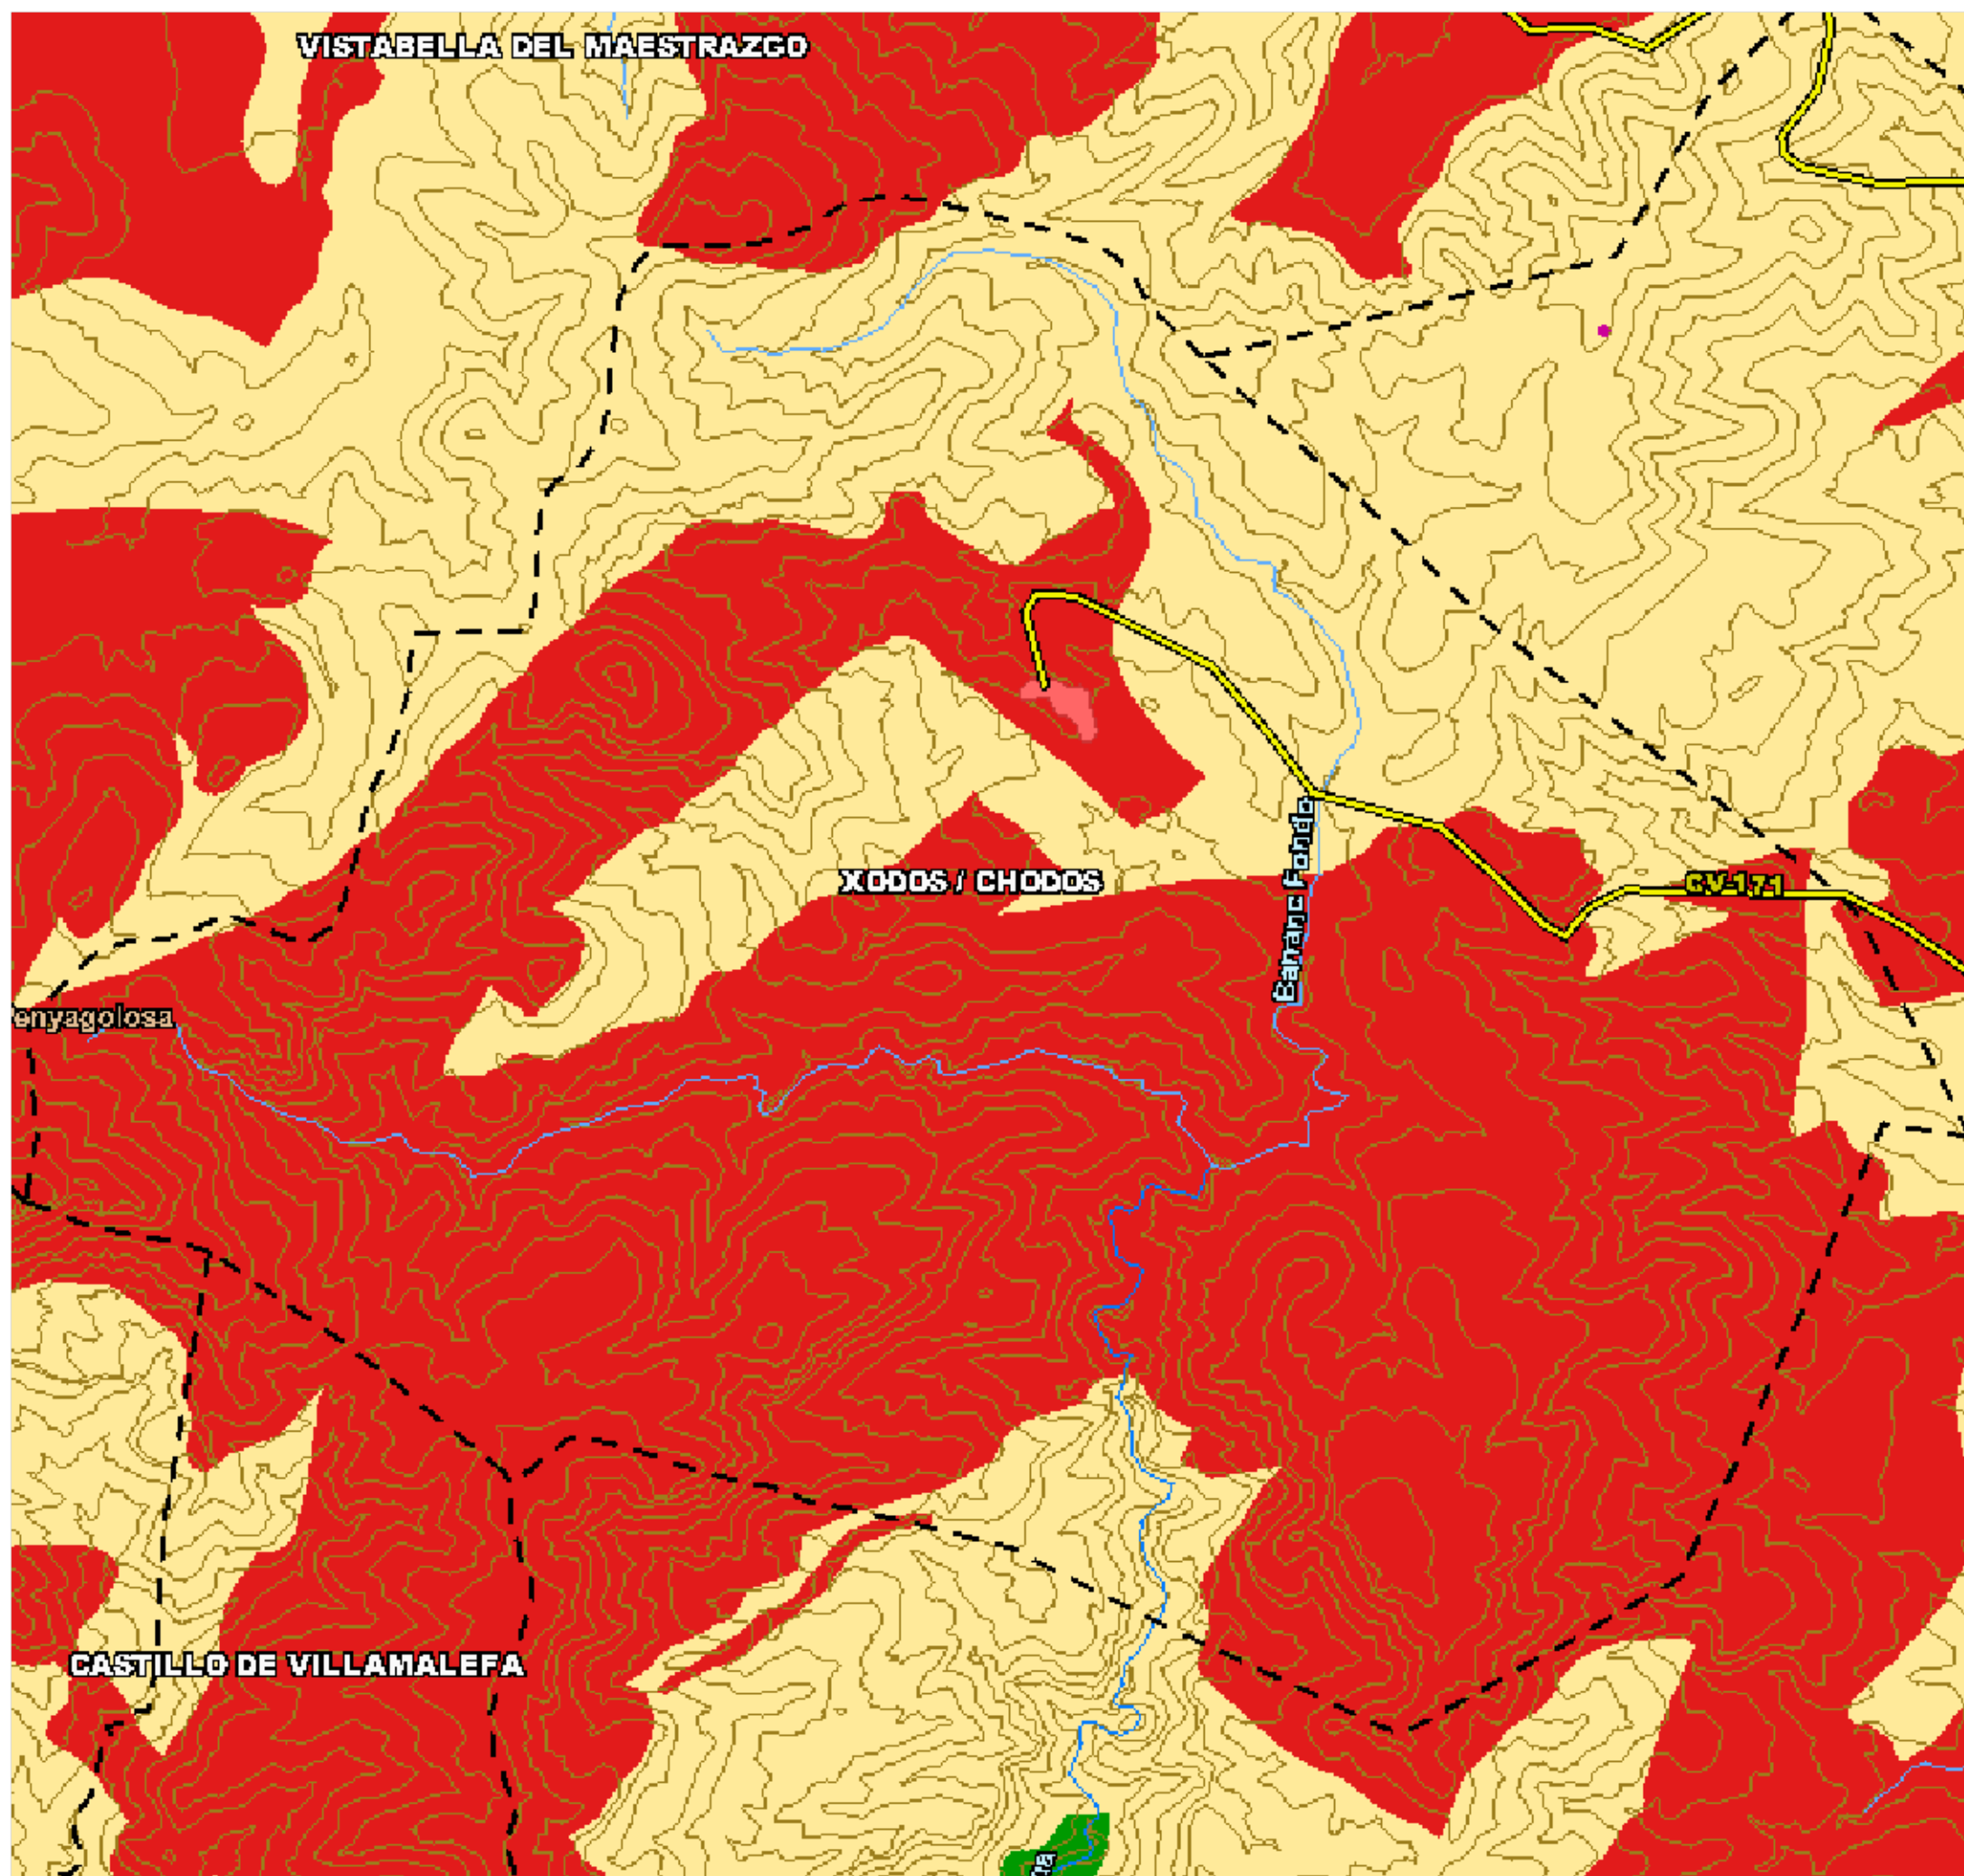 VISTABELLA DEL MAESTRAZGO
XODOS / CHODOS
CV-171
Barranc Fondo
enyagolosa
CASTILLO DE VILLAMALEFA